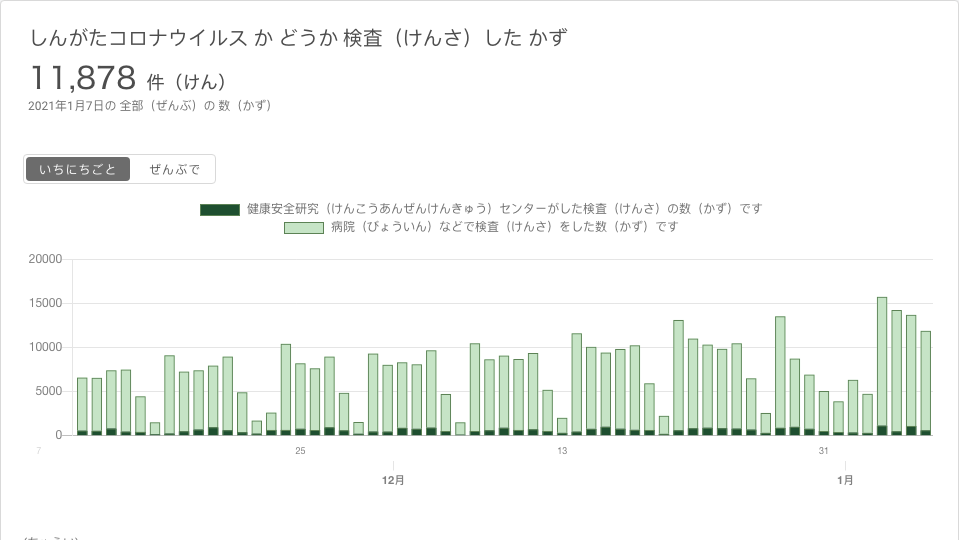 しんがたコロナウイルス か どうか 検査（けんさ）した かず
11,878 件（けん）
2021年1月7日の 全部（ぜんぶ）の 数（かず）
いちにちごと ぜんぶで
健康安全研究（けんこうあんぜんけんきゅう）センターがした検査（けんさ）の数（かず）です
病院（びょういん）などで検査（けんさ）をした数（かず）です
20000
15000
10000
5000
0
7 25 13 31
12月 1月